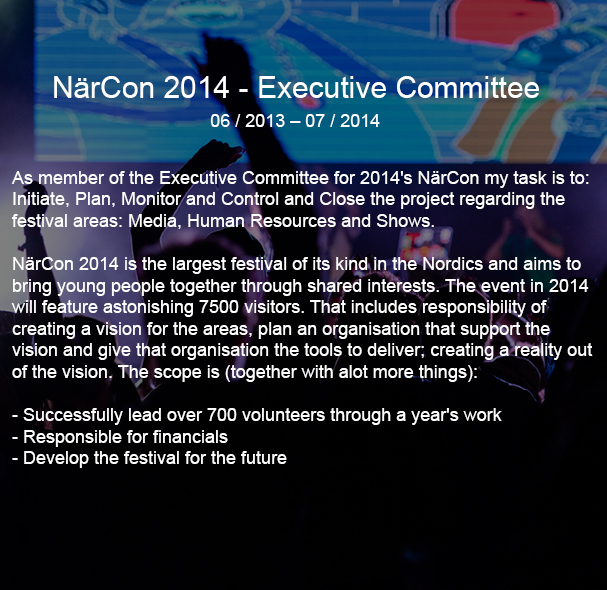 NärCon 2014 - Executive Committee
06 / 2013 – 07 / 2014
As member of the Executive Committee for 2014's NärCon my task is to:
Initiate, Plan, Monitor and Control and Close the project regarding the
festival areas: Media, Human Resources and Shows.
NärCon 2014 is the largest festival of its kind in the Nordics and aims to
bring young people together through shared interests. The event in 2014
will feature astonishing 7500 visitors. That includes responsibility of
creating a vision for the areas, plan an organisation that support the
vision and give that organisation the tools to deliver; creating a reality out
of the vision. The scope is (together with alot more things):
- Successfully lead over 700 volunteers through a year's work
- Responsible for financials
- Develop the festival for the future